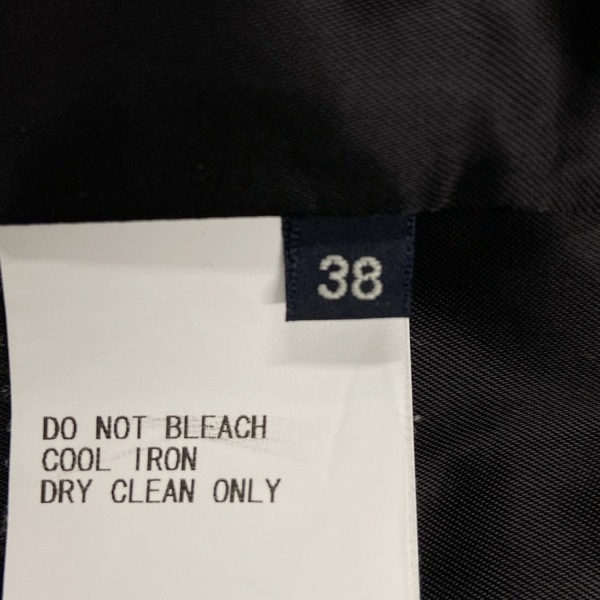 38
DO NOT BLEACH
COOL IRON
DRY CLEAN ONLY